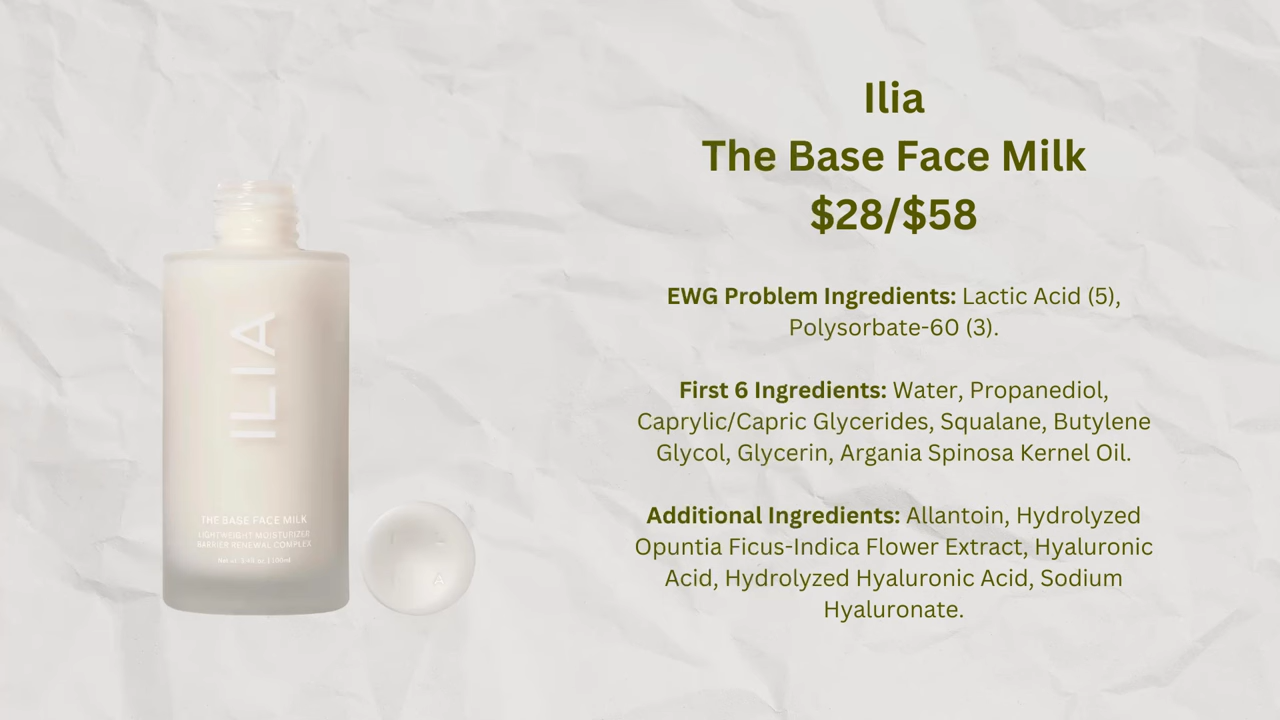 Ilia
The Base Face Milk
$28/$58
EWG Problem Ingredients: Lactic Acid (5),
Polysorbate-60 (3).
First 6 Ingredients: Water, Propanediol,
Caprylic/Capric Glycerides, Squalane, Butylene
Glycol, Glycerin, Argania Spinosa Kernel Oil.
Additional Ingredients: Allantoin, Hydrolyzed
Opuntia Ficus-Indica Flower Extract, Hyaluronic
Acid, Hydrolyzed Hyaluronic Acid, Sodium
Hyaluronate.
ILIA
THE BASE FACE MILK
LIGHTWEIGHT MOISTURIZER
BARRIER RENEWAL COMPLEX